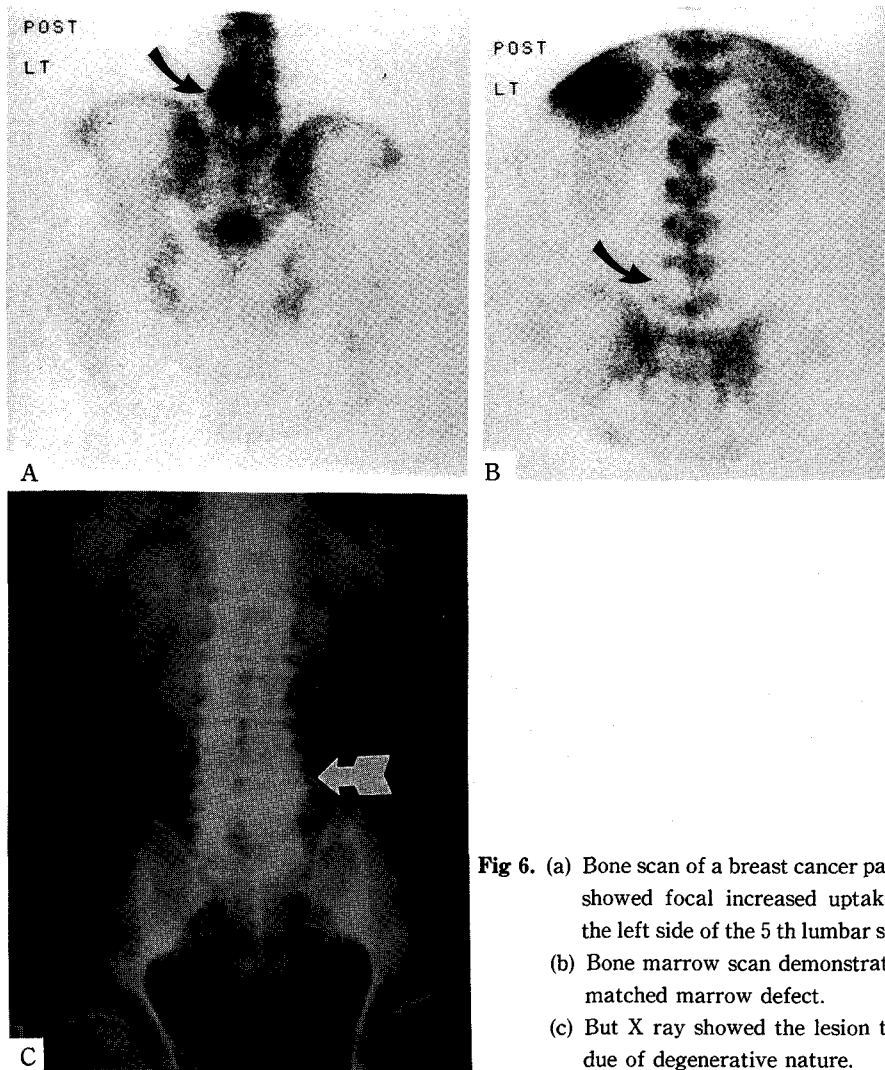 POST
LT
A
POST
LT
B
C
Fig 6. (a) Bone scan of a breast cancer pa
showed focal increased uptak
the left side of the 5 th lumbar s
(b) Bone marrow scan demonstrat
matched marrow defect.
(c) But X ray showed the lesion t
due of degenerative nature.